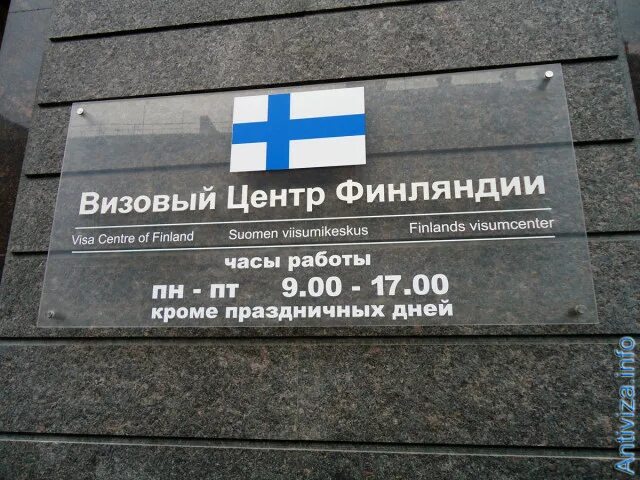 Визовый Центр Финляндии
Visa Centre of Finland Suomen viisumikeskus Finlands visumcenter
часы работы
пн - пт 9.00 - 17.00
кроме праздничных дней
Antiviza.info